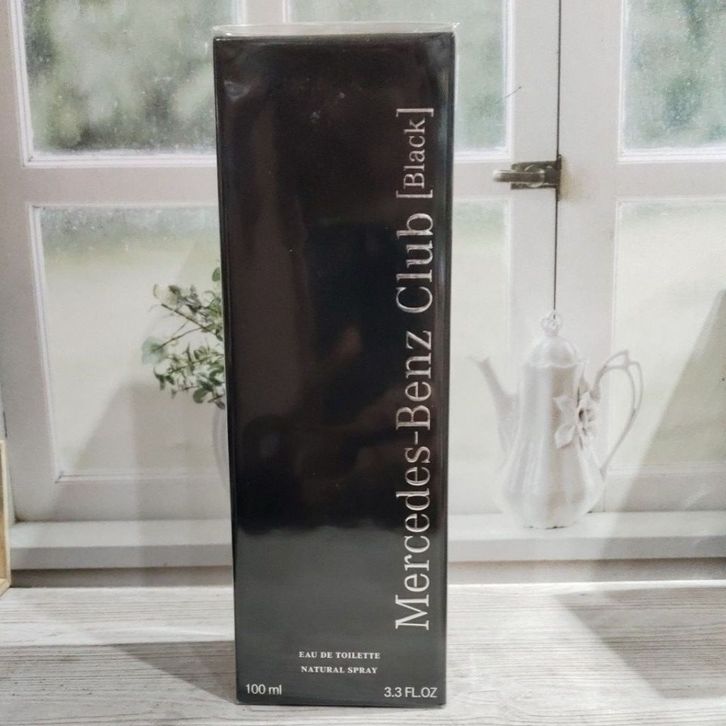 Mercedes-Benz Club [Black]
EAU DE TOILETTE
NATURAL SPRAY
100 ml 3.3 FL.OZ